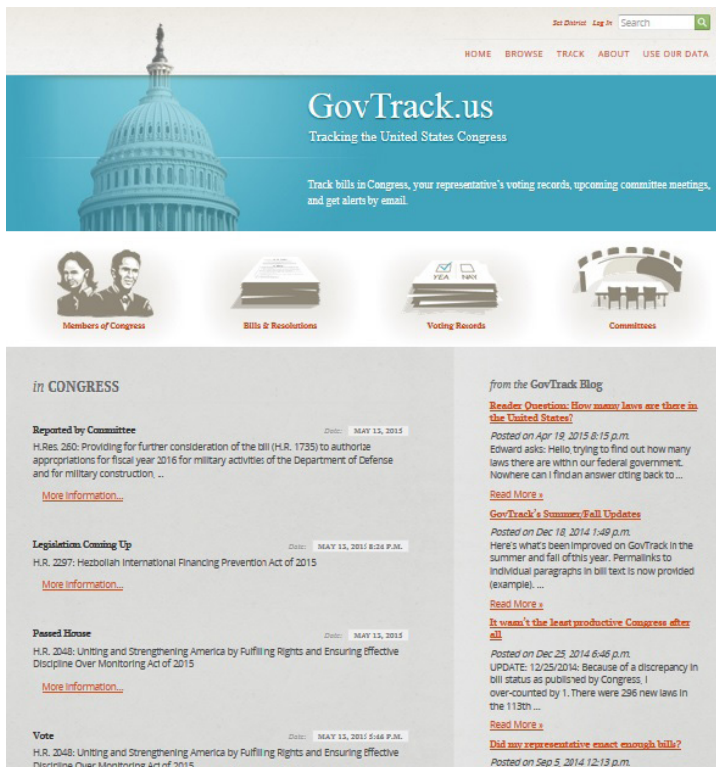 Set District Log In Search
HOME BROWSE TRACK ABOUT USE OUR DATA
GovTrack.us
Tracking the United States Congress
Track bills in Congress, your representative's voting records, upcoming committee meetings,
and get alerts by email.
YEA NAY
Members of Congress
Bills & Resolutions
Voting Records
Committees
in CONGRESS
Reported by Committee
Date: MAY 13, 2015
H.Res. 260: Providing for further consideration of the bill (H.R. 1735) to authorize
appropriations for fiscal year 2016 for military activities of the Department of Defense
and for military construction, ...
More Information...
Legislation Coming Up
Date: MAY 13, 2015 8:24 P.M.
H.R. 2297: Hezbollah International Financing Prevention Act of 2015
More Information...
Passed House
Date: MAY 13, 2015
H.R. 2048: Uniting and Strengthening America by Fulfilling Rights and Ensuring Effective
Discipline Over Monitoring Act of 2015
More Information...
Vote
Date: MAY 13, 2015 5:44 P.M.
H.R. 2048: Uniting and Strengthening America by Fulfilling Rights and Ensuring Effective
Discipline Over Monitoring Act of 2015
from the GovTrack Blog
Reader Question: How many laws are there in
the United States?
Posted on Apr 19, 2015 8:15 p.m.
Edward asks: Hello, trying to find out how many
laws there are within our federal government.
Nowhere can I find an answer citing back to ...
Read More »
GovTrack's Summer/Fall Updates
Posted on Dec 18, 2014 1:49 p.m.
Here's what's been improved on GovTrack in the
summer and fall of this year. Permalinks to
individual paragraphs in bill text is now provided
(example). ...
Read More »
It wasn't the least productive Congress after
all
Posted on Dec 25, 2014 6:46 p.m.
UPDATE: 12/25/2014: Because of a discrepancy in
bill status as published by Congress, I
over-counted by 1. There were 296 new laws in
the 113th ...
Read More »
Did my representative enact enough bills?
Posted on Sep 5, 2014 12:13 p.m.